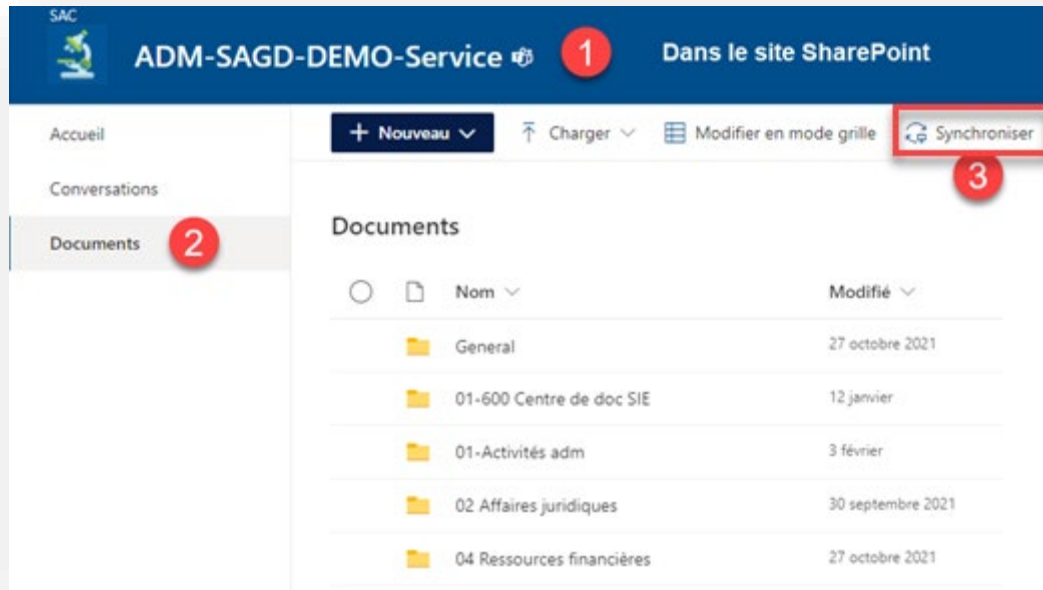 SAC
ADM-SAGD-DEMO-Service 1 Dans le site SharePoint
Accueil
+ Nouveau Charger Modifier en mode grille Synchroniser
3
Conversations
Documents 2
Documents
Nom Modifié
General 27 octobre 2021
01-600 Centre de doc SIE 12 janvier
01-Activités adm 3 février
02 Affaires juridiques 30 septembre 2021
04 Ressources financières 27 octobre 2021